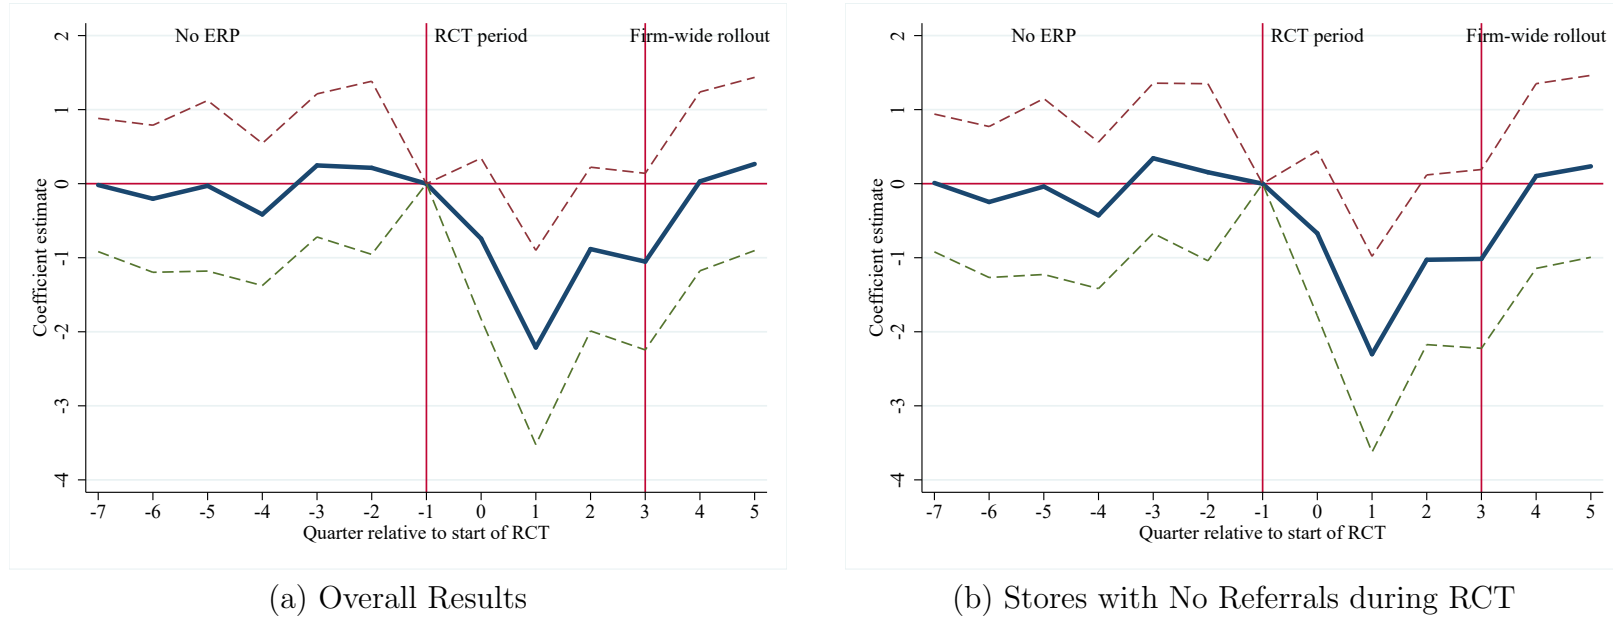 No ERP
RCT period
Firm-wide rollout
2
1
0
-1
-2
-3
-4
Coefficient estimate
-7 -6 -5 -4 -3 -2 -1 0 1 2 3 4 5
Quarter relative to start of RCT
(a) Overall Results
No ERP
RCT period
Firm-wide rollout
2
1
0
-1
-2
-3
-4
Coefficient estimate
-7 -6 -5 -4 -3 -2 -1 0 1 2 3 4 5
Quarter relative to start of RCT
(b) Stores with No Referrals during RCT